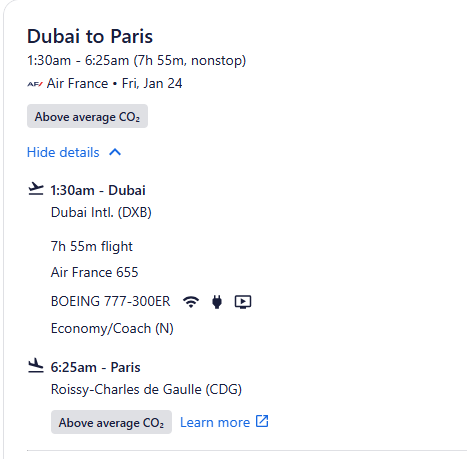 Dubai to Paris
1:30am - 6:25am (7h 55m, nonstop)
AF Air France • Fri, Jan 24
Above average CO₂
Hide details
1:30am - Dubai
Dubai Intl. (DXB)
7h 55m flight
Air France 655
BOEING 777-300ER
Economy/Coach (N)
6:25am - Paris
Roissy-Charles de Gaulle (CDG)
Above average CO₂ Learn more